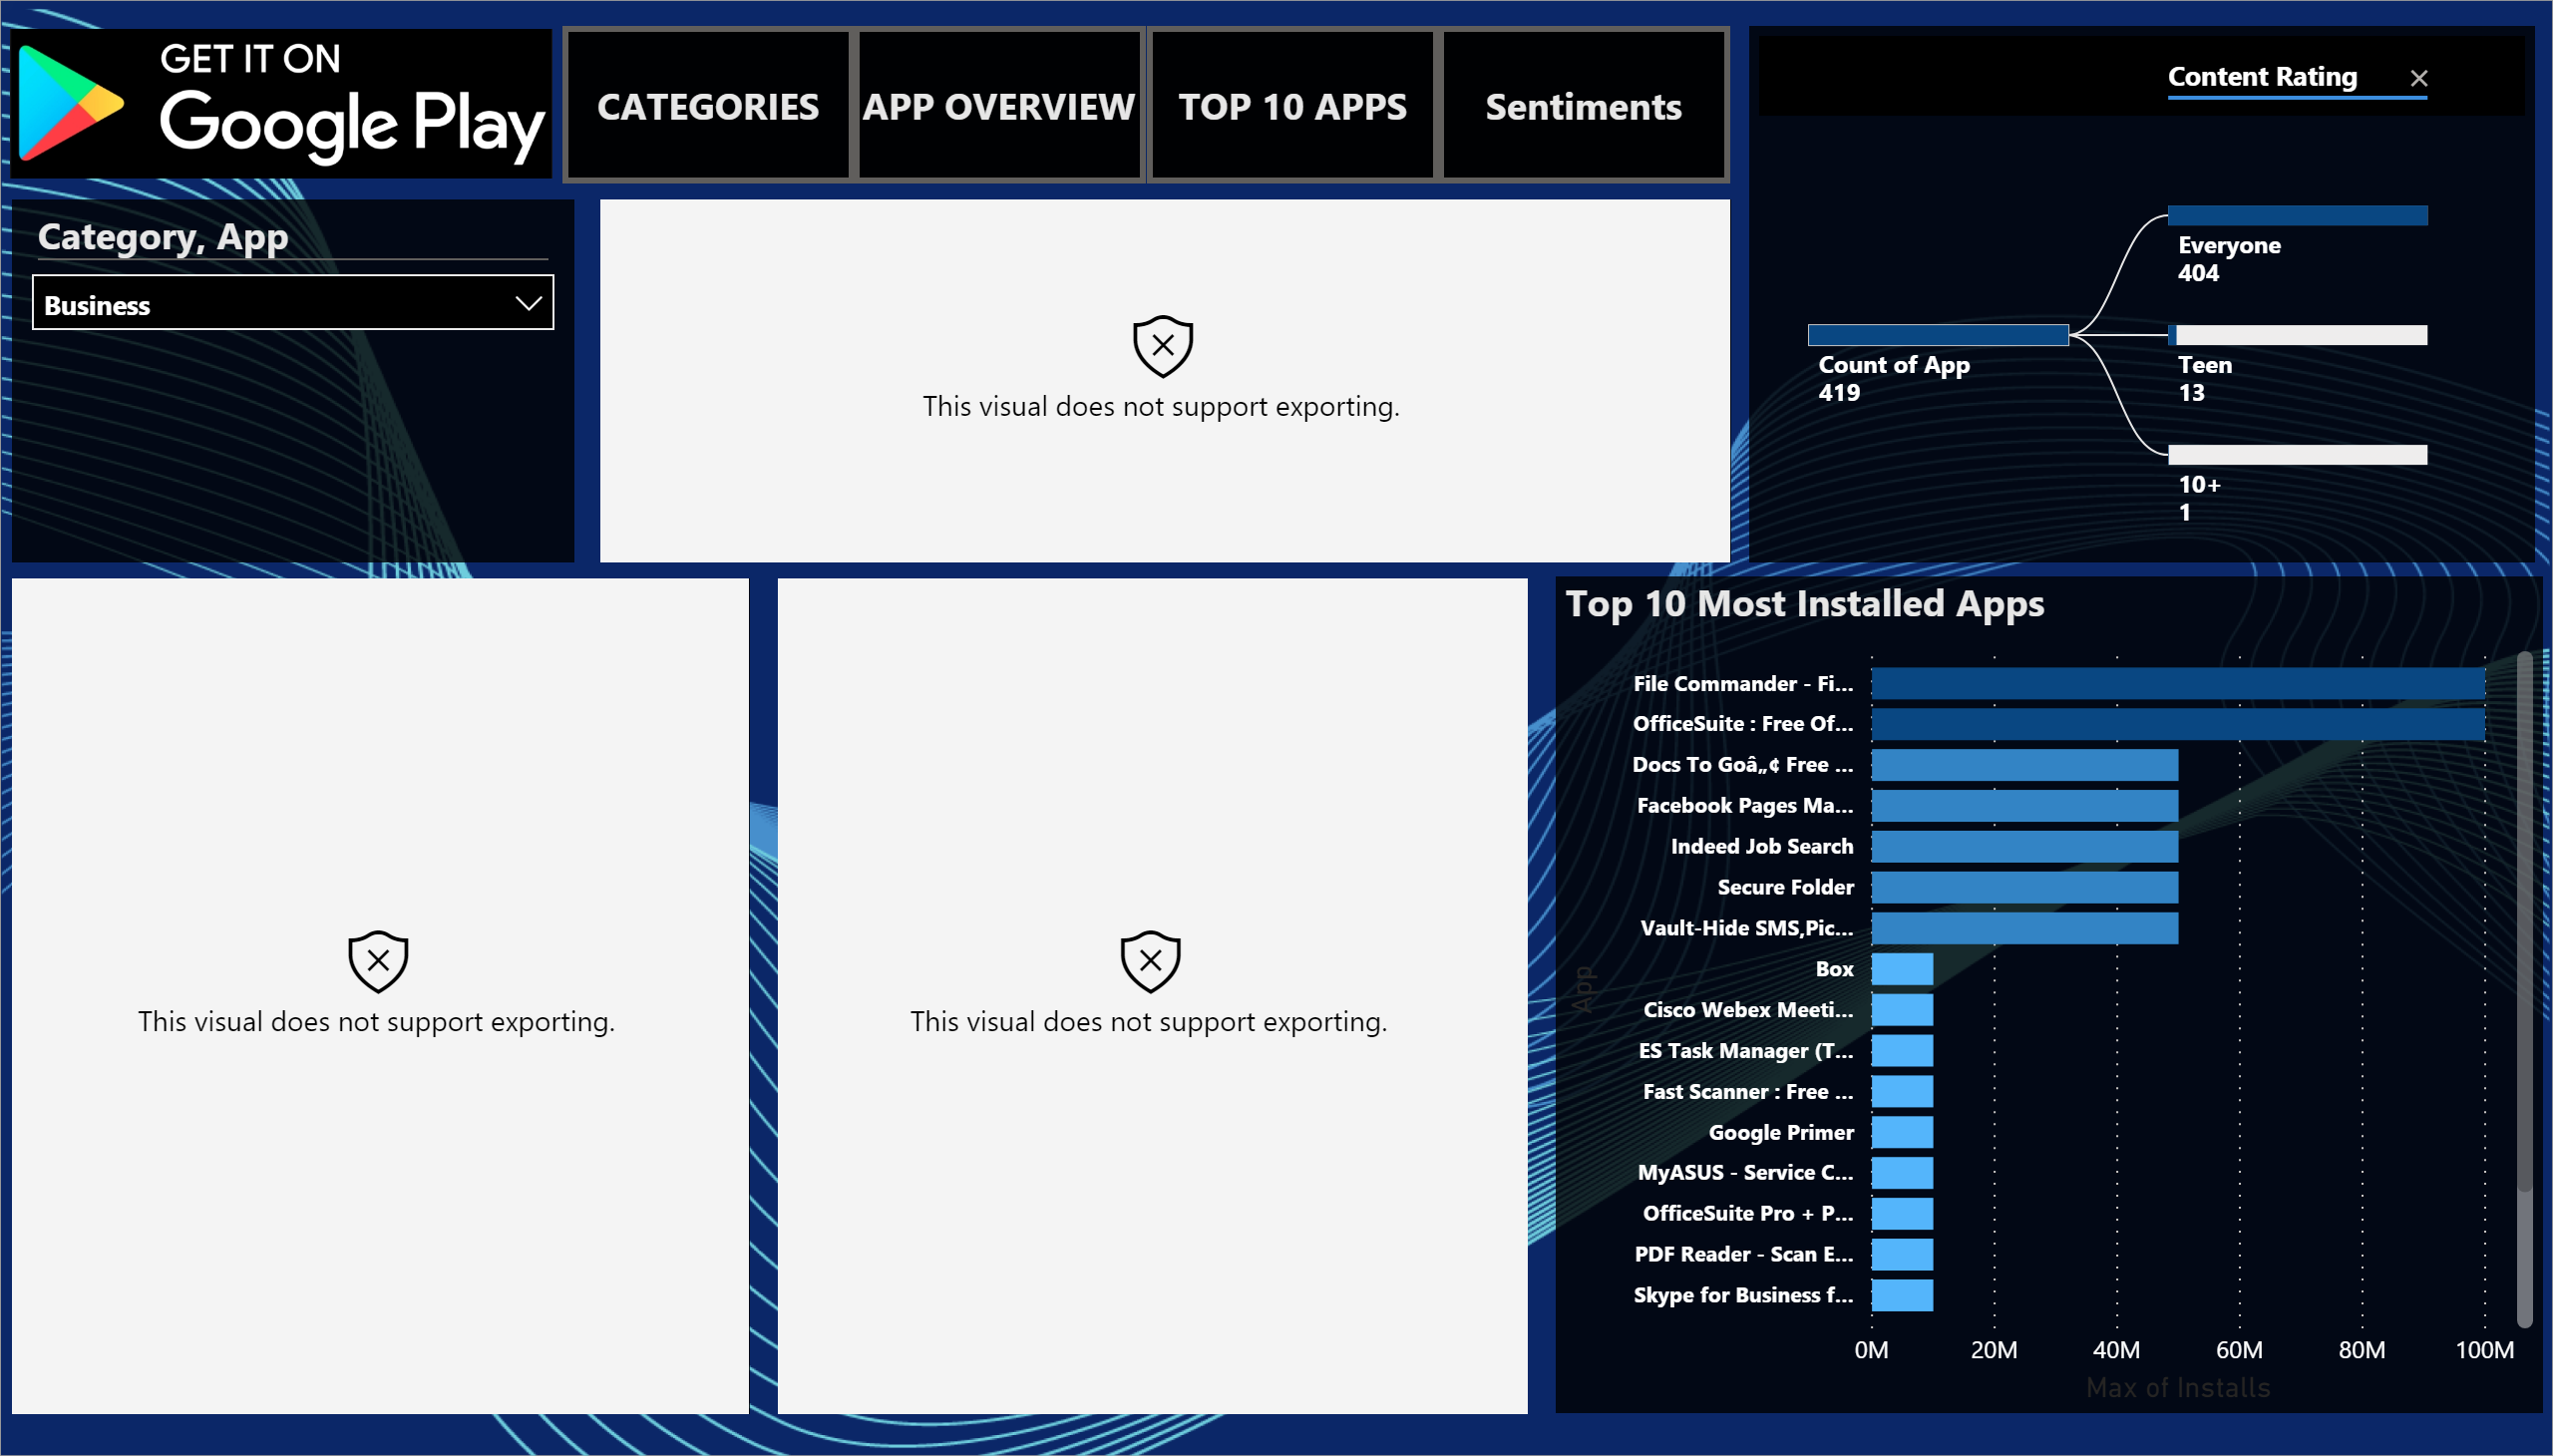 GET IT ON
Google Play
CATEGORIES
APP OVERVIEW
TOP 10 APPS
Sentiments
Content Rating
Category, App
Business
This visual does not support exporting.
Count of App
419
Everyone
404
Teen
13
10+
1
This visual does not support exporting.
This visual does not support exporting.
Top 10 Most Installed Apps
App
File Commander - Fi...
OfficeSuite : Free Of...
Docs To Goâ„¢ Free ...
Facebook Pages Ma...
Indeed Job Search
Secure Folder
Vault-Hide SMS,Pic...
Box
Cisco Webex Meeti...
ES Task Manager (T...
Fast Scanner : Free ...
Google Primer
MyASUS - Service C...
OfficeSuite Pro + P...
PDF Reader - Scan E...
Skype for Business f...
0M 20M 40M 60M 80M 100M
Max of Installs